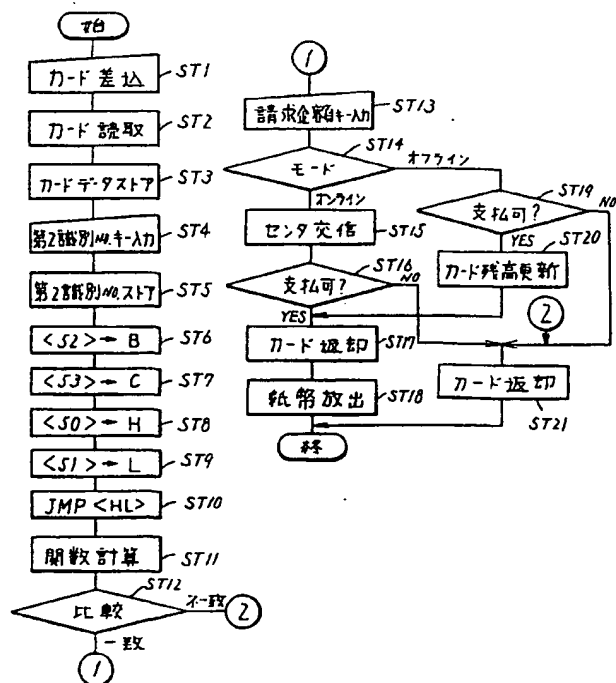 始
カード差込 ST1
カード読取 ST2
カードデータストア ST3
第2識別NO.キー入力 ST4
第2識別NO.ストア ST5
<S2>→B ST6
<S3>→C ST7
<S0>→H ST8
<S1>→L ST9
JMP <HL> ST10
関数計算 ST11
比較 ST12
不一致
2
一致
1
1
請求金額キー入力 ST13
モード ST14
オフライン
オンライン
センタ交信 ST15
支払可? ST16
NO
YES
カード返却 ST17
紙幣放出 ST18
終
支払可? ST19
NO
YES
カード残高更新 ST20
2
カード返却
ST21